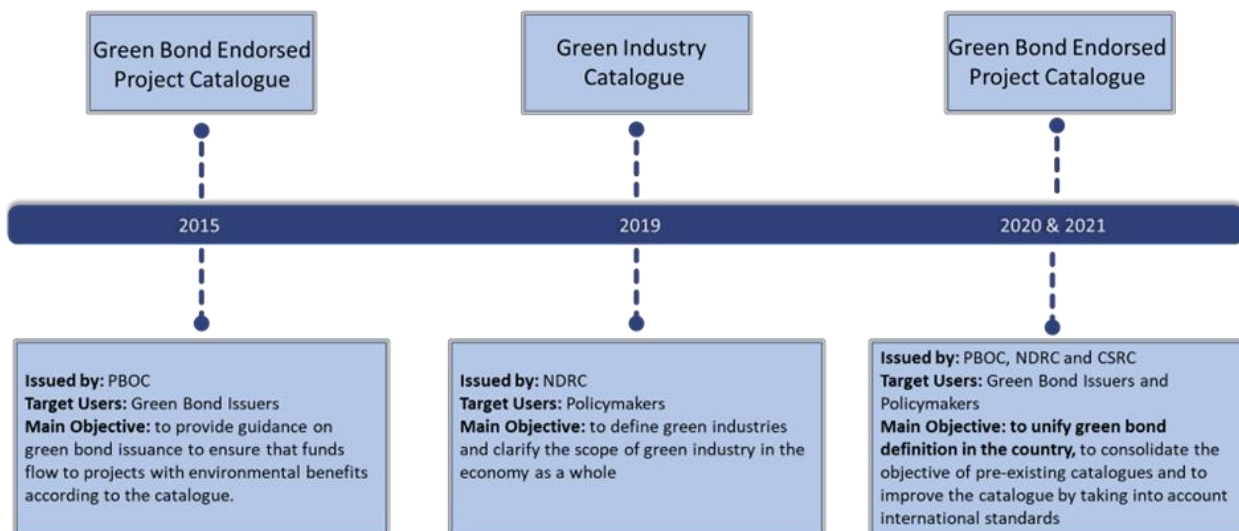 Green Bond Endorsed
Project Catalogue
Green Industry
Catalogue
Green Bond Endorsed
Project Catalogue
2015
2019
2020 & 2021
Issued by: PBOC
Target Users: Green Bond Issuers
Main Objective: to provide guidance on
green bond issuance to ensure that funds
flow to projects with environmental benefits
according to the catalogue.
Issued by: NDRC
Target Users: Policymakers
Main Objective: to define green industries
and clarify the scope of green industry in the
economy as a whole
Issued by: PBOC, NDRC and CSRC
Target Users: Green Bond Issuers and
Policymakers
Main Objective: to unify green bond
definition in the country, to consolidate the
objective of pre-existing catalogues and to
improve the catalogue by taking into account
international standards